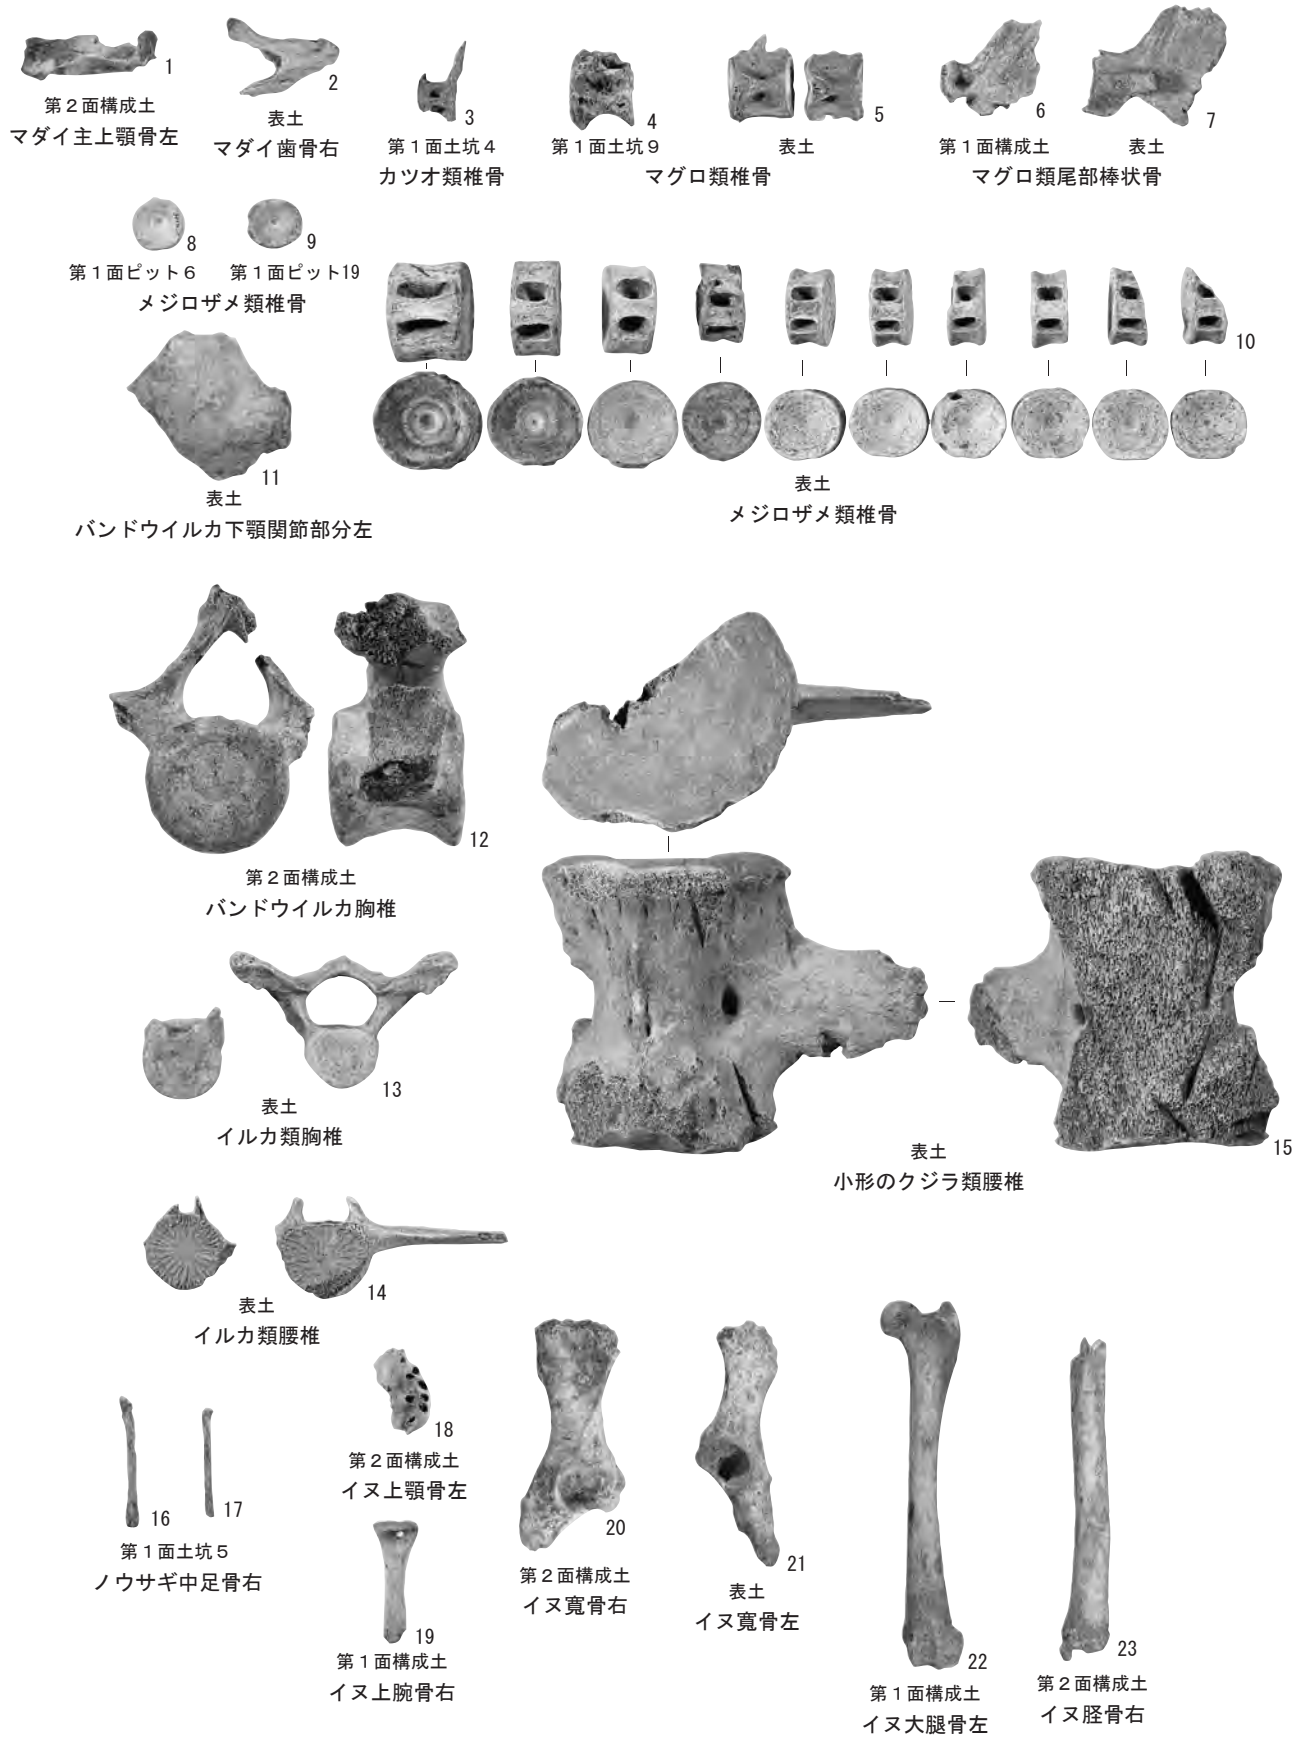 1
第２面構成土
マダイ主上顎骨左
2
表土
マダイ歯骨右
3
第１面土坑４
カツオ類椎骨
4
第１面土坑９
5
表土
マグロ類椎骨
6
第１面構成土
7
表土
マグロ類尾部棒状骨
8
第１面ピット６
9
第１面ピット19
メジロザメ類椎骨
10
表土
メジロザメ類椎骨
11
表土
バンドウイルカ下顎関節部分左
12
第２面構成土
バンドウイルカ胸椎
13
表土
イルカ類胸椎
14
表土
イルカ類腰椎
15
表土
小形のクジラ類腰椎
16
17
第１面土坑５
ノウサギ中足骨右
18
第２面構成土
イヌ上顎骨左
19
第１面構成土
イヌ上腕骨右
20
第２面構成土
イヌ寛骨右
21
表土
イヌ寛骨左
22
第１面構成土
イヌ大腿骨左
23
第２面構成土
イヌ脛骨右